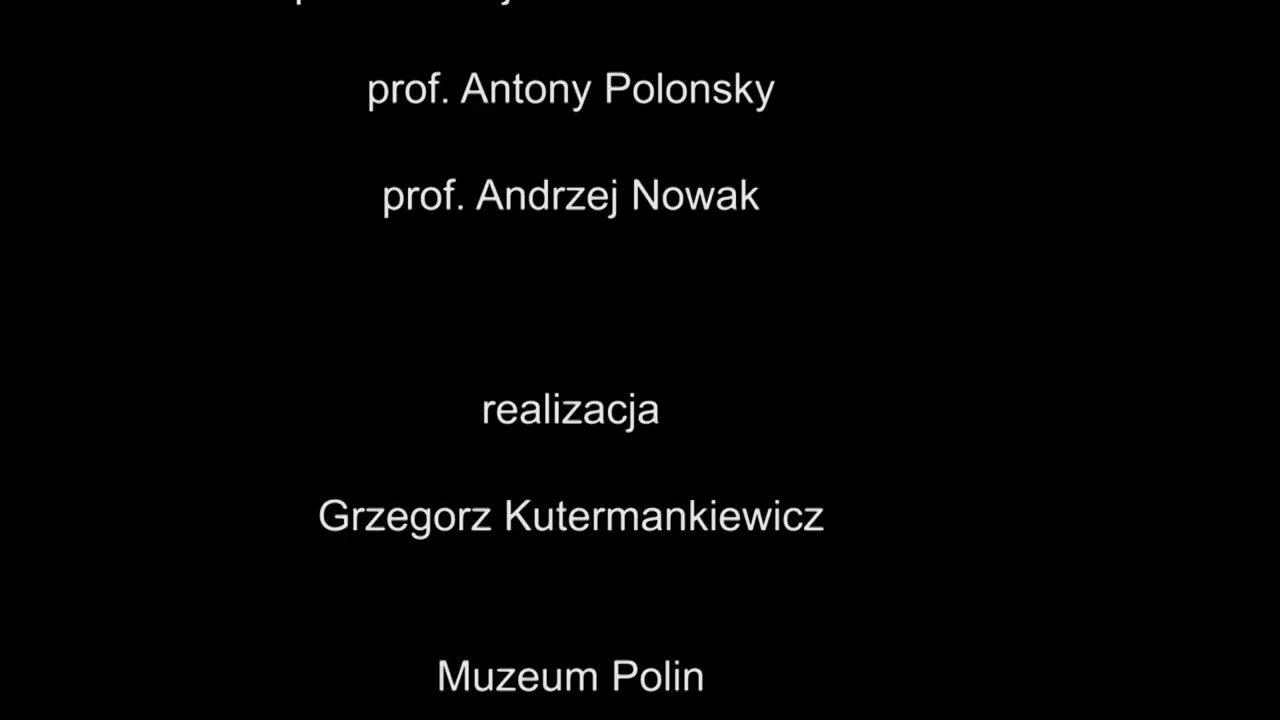 prof. Antony Polonsky
prof. Andrzej Nowak
realizacja
Grzegorz Kutermankiewicz
Muzeum Polin